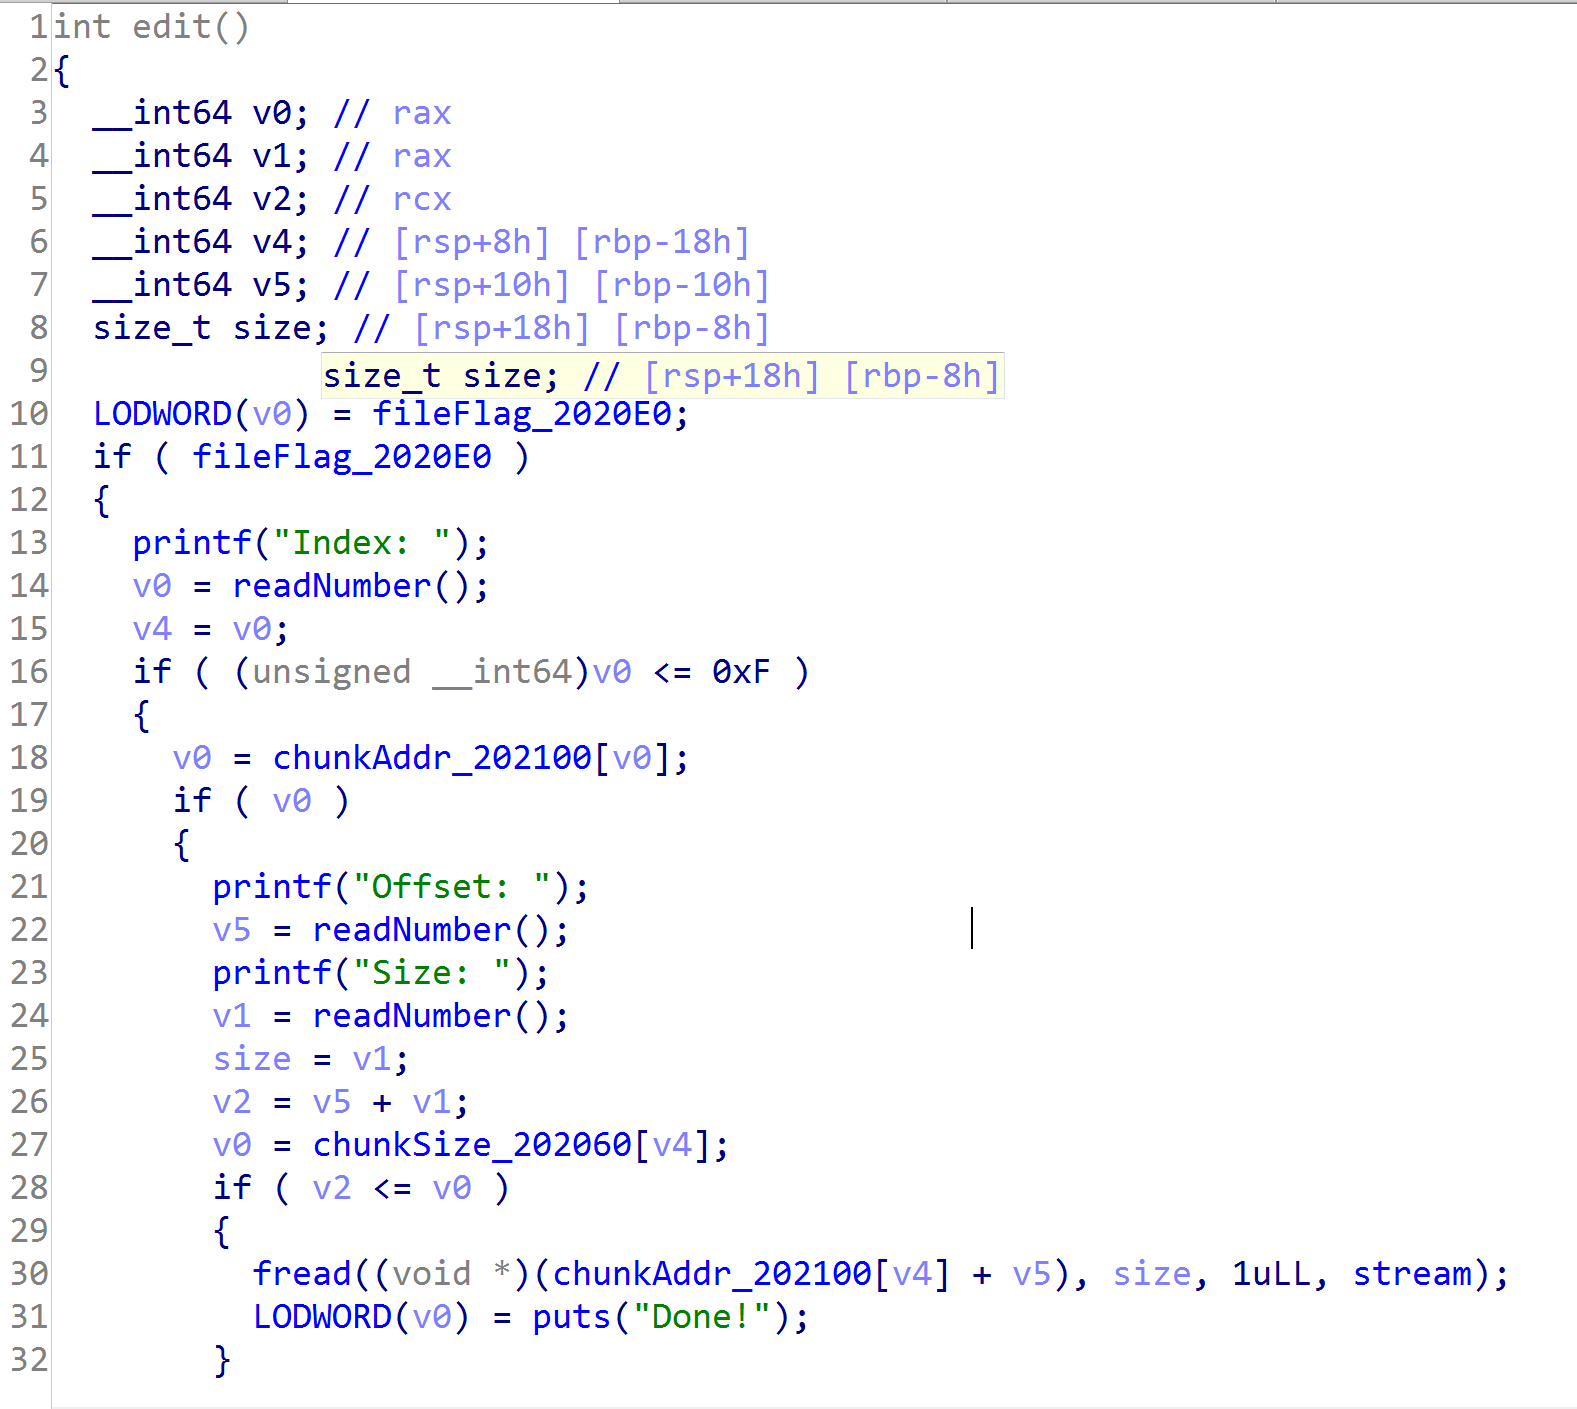 1 int edit()
2 {
3 __int64 v0; // rax
4 __int64 v1; // rax
5 __int64 v2; // rcx
6 __int64 v4; // [rsp+8h] [rbp-18h]
7 __int64 v5; // [rsp+10h] [rbp-10h]
8 size_t size; // [rsp+18h] [rbp-8h]
9 size_t size; // [rsp+18h] [rbp-8h]
10 LODWORD(v0) = fileFlag_2020E0;
11 if ( fileFlag_2020E0 )
12 {
13 printf("Index: ");
14 v0 = readNumber();
15 v4 = v0;
16 if ( (unsigned __int64)v0 <= 0xF )
17 {
18 v0 = chunkAddr_202100[v0];
19 if ( v0 )
20 {
21 printf("Offset: ");
22 v5 = readNumber();
23 printf("Size: ");
24 v1 = readNumber();
25 size = v1;
26 v2 = v5 + v1;
27 v0 = chunkSize_202060[v4];
28 if ( v2 <= v0 )
29 {
30 fread((void *)(chunkAddr_202100[v4] + v5), size, 1uLL, stream);
31 LODWORD(v0) = puts("Done!");
32 }